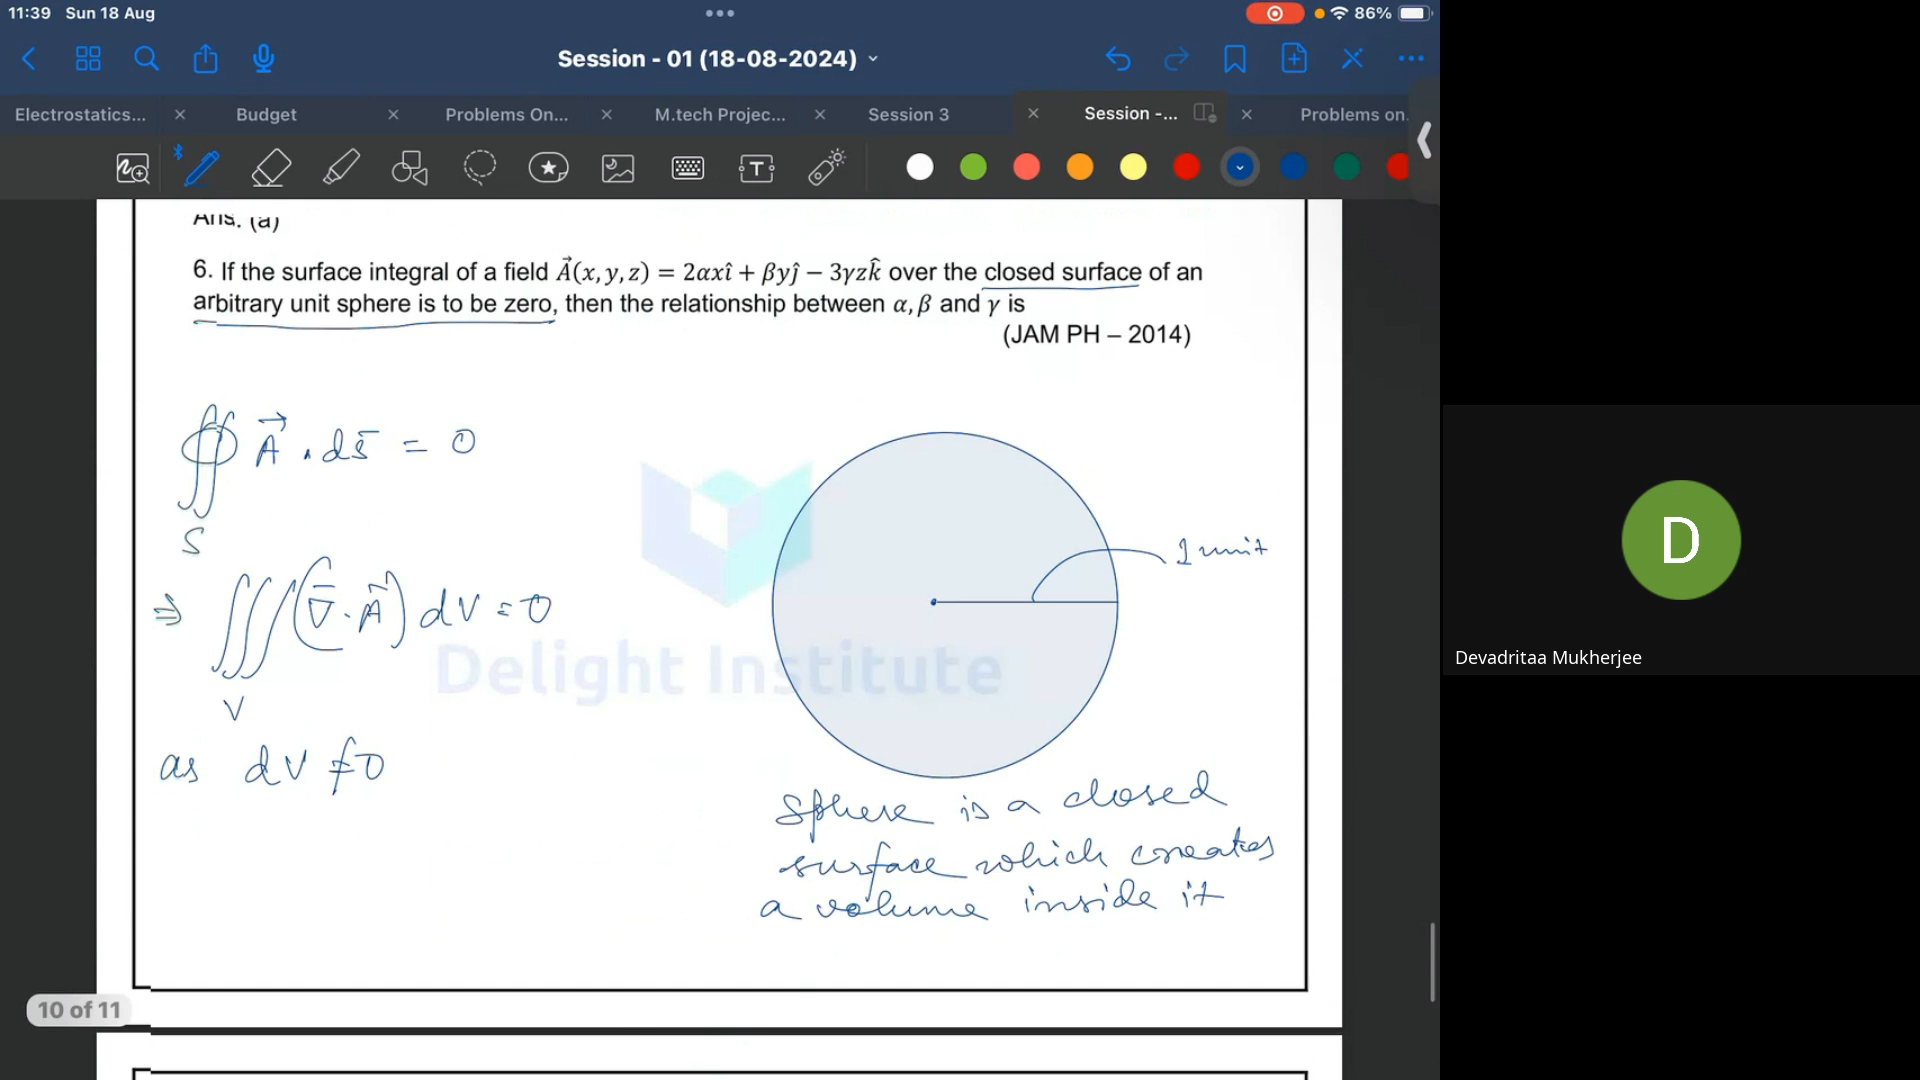 11:39 Sun 18 Aug
86%
Session - 01 (18-08-2024)
Electrostatics...
Budget
Problems On...
M.tech Projec...
Session 3
Session -...
Problems on.
Ans. (a)
6. If the surface integral of a field A⃗(x, y, z) = 2αxî + βyĵ − 3γzk̂ over the closed surface of an
arbitrary unit sphere is to be zero, then the relationship between α, β and γ is
(JAM PH – 2014)
∯ A⃗ . ds̄ = 0
S
1 unit
⇒ ∭ (∇̄ · A⃗) dV = 0
V
Delight Institute
as dV ≠ 0
Sphere is a closed
surface which creates
a volume inside it
10 of 11
D
Devadritaa Mukherjee